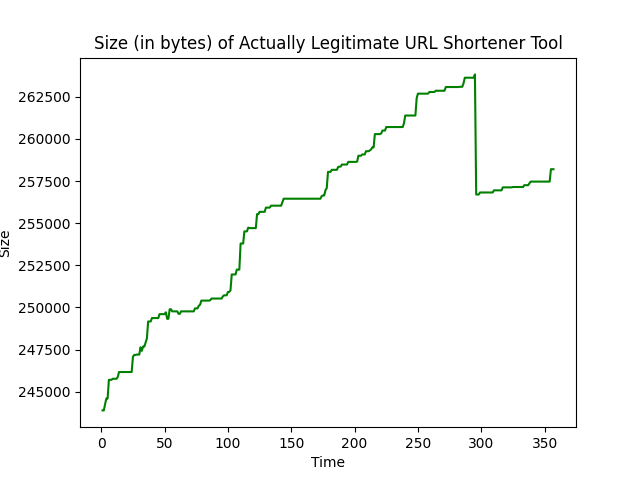 Size (in bytes) of Actually Legitimate URL Shortener Tool
262500
260000
257500
255000
252500
250000
247500
245000
Size
0 50 100 150 200 250 300 350
Time